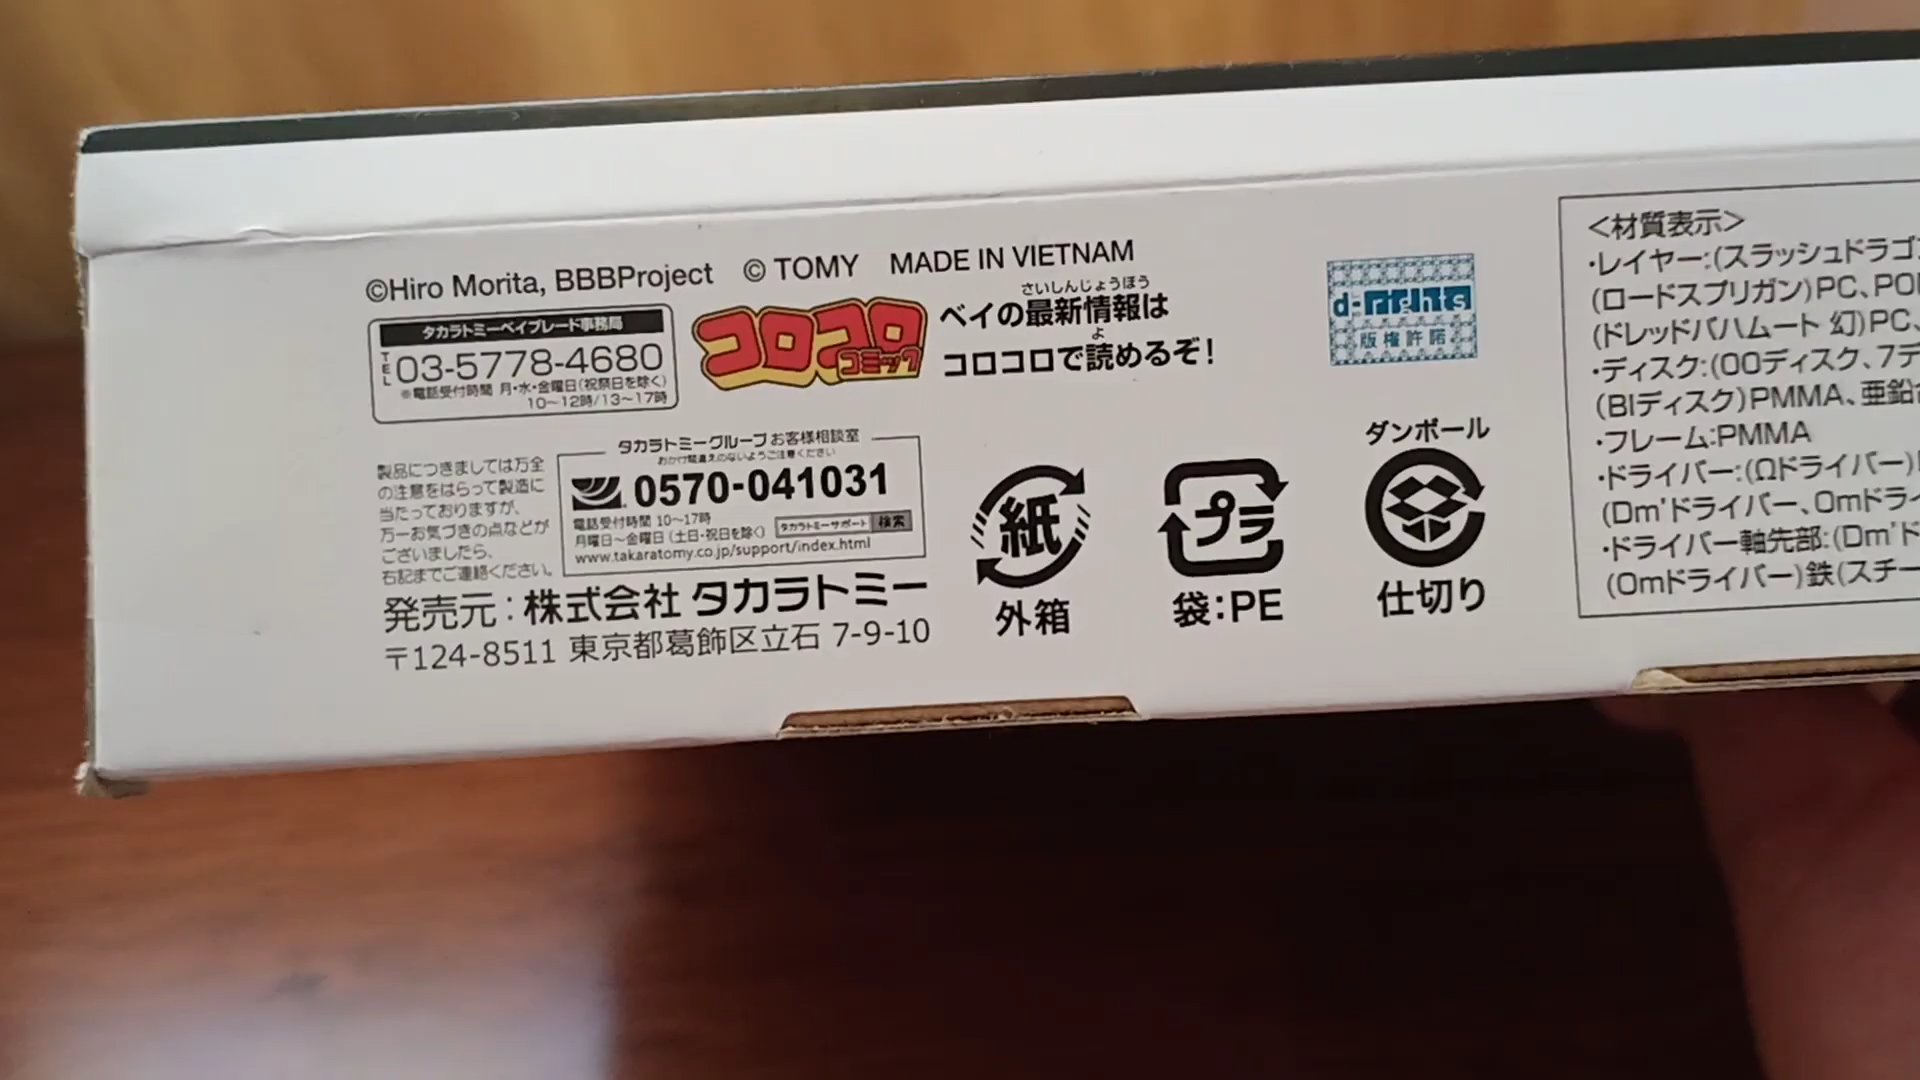 ©Hiro Morita, BBBProject © TOMY MADE IN VIETNAM
タカラトミーベイブレード事務局
TEL 03-5778-4680
※電話受付時間 月・水・金曜日(祝祭日を除く)
10〜12時/13〜17時
コロコロ
コミック
さいしんじょうほう
ベイの最新情報は
よ
コロコロで読めるぞ!
d-rights
版権許諾
製品につきましては万全
の注意をはらって製造に
当たっておりますが、
万一お気づきの点などが
ございましたら、
右記までご連絡ください。
タカラトミーグループ お客様相談室
おかけ間違えのないようご注意ください
0570-041031
電話受付時間 10〜17時
月曜日〜金曜日(土日・祝日を除く)
タカラトミーサポート 検索
www.takaratomy.co.jp/support/index.html
発売元:株式会社 タカラトミー
〒124-8511 東京都葛飾区立石 7-9-10
紙
外箱
プラ
袋:PE
ダンボール
仕切り
<材質表示>
・レイヤー:(スラッシュドラゴ
(ロードスプリガン)PC、PO
(ドレッドバハムート 幻)PC、
・ディスク:(00ディスク、7デ
(BIディスク)PMMA、亜鉛
・フレーム:PMMA
・ドライバー:(Ωドライバー)
(Dm'ドライバー、Omドライ
・ドライバー軸先部:(Dm'ド
(Omドライバー)鉄(スチー